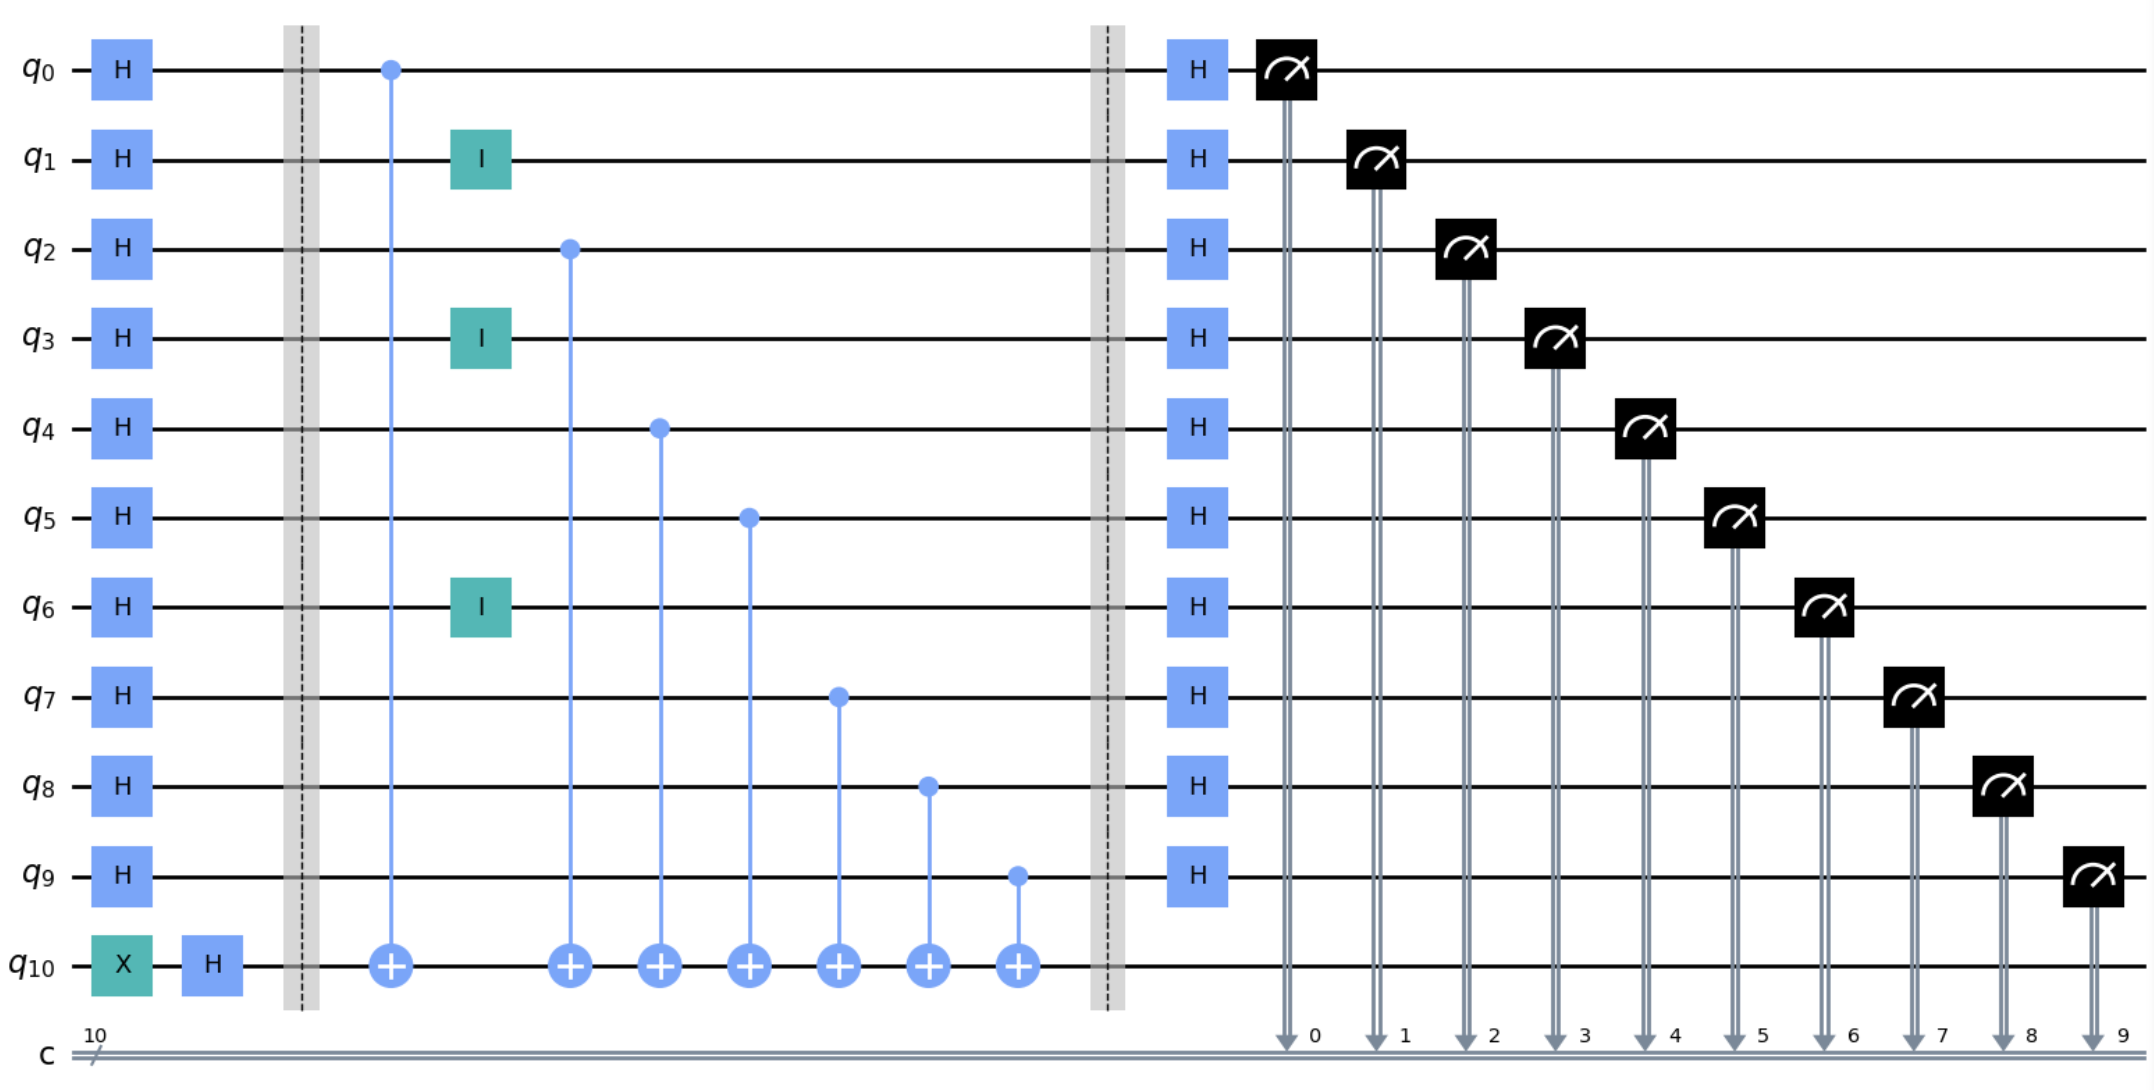 q0 H H
q1 H I H
q2 H H
q3 H I H
q4 H H
q5 H H
q6 H I H
q7 H H
q8 H H
q9 H H
q10 X H
10 0 1 2 3 4 5 6 7 8 9
c